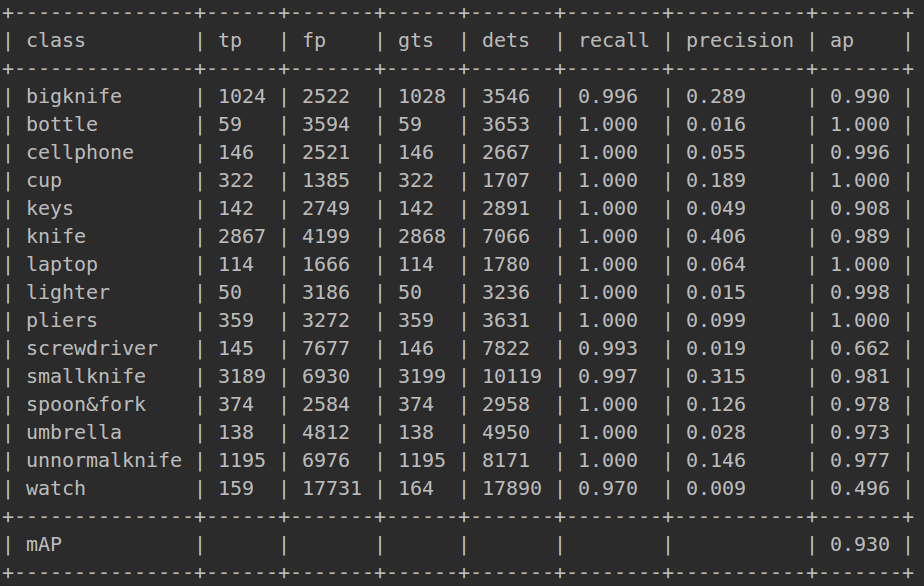 +---------------+------+-------+------+-------+--------+-----------+-------+
| class         | tp   | fp    | gts  | dets  | recall | precision | ap    |
+---------------+------+-------+------+-------+--------+-----------+-------+
| bigknife      | 1024 | 2522  | 1028 | 3546  | 0.996  | 0.289     | 0.990 |
| bottle        | 59   | 3594  | 59   | 3653  | 1.000  | 0.016     | 1.000 |
| cellphone     | 146  | 2521  | 146  | 2667  | 1.000  | 0.055     | 0.996 |
| cup           | 322  | 1385  | 322  | 1707  | 1.000  | 0.189     | 1.000 |
| keys          | 142  | 2749  | 142  | 2891  | 1.000  | 0.049     | 0.908 |
| knife         | 2867 | 4199  | 2868 | 7066  | 1.000  | 0.406     | 0.989 |
| laptop        | 114  | 1666  | 114  | 1780  | 1.000  | 0.064     | 1.000 |
| lighter       | 50   | 3186  | 50   | 3236  | 1.000  | 0.015     | 0.998 |
| pliers        | 359  | 3272  | 359  | 3631  | 1.000  | 0.099     | 1.000 |
| screwdriver   | 145  | 7677  | 146  | 7822  | 0.993  | 0.019     | 0.662 |
| smallknife    | 3189 | 6930  | 3199 | 10119 | 0.997  | 0.315     | 0.981 |
| spoon&fork    | 374  | 2584  | 374  | 2958  | 1.000  | 0.126     | 0.978 |
| umbrella      | 138  | 4812  | 138  | 4950  | 1.000  | 0.028     | 0.973 |
| unnormalknife | 1195 | 6976  | 1195 | 8171  | 1.000  | 0.146     | 0.977 |
| watch         | 159  | 17731 | 164  | 17890 | 0.970  | 0.009     | 0.496 |
+---------------+------+-------+------+-------+--------+-----------+-------+
| mAP           |      |       |      |       |        |           | 0.930 |
+---------------+------+-------+------+-------+--------+-----------+-------+